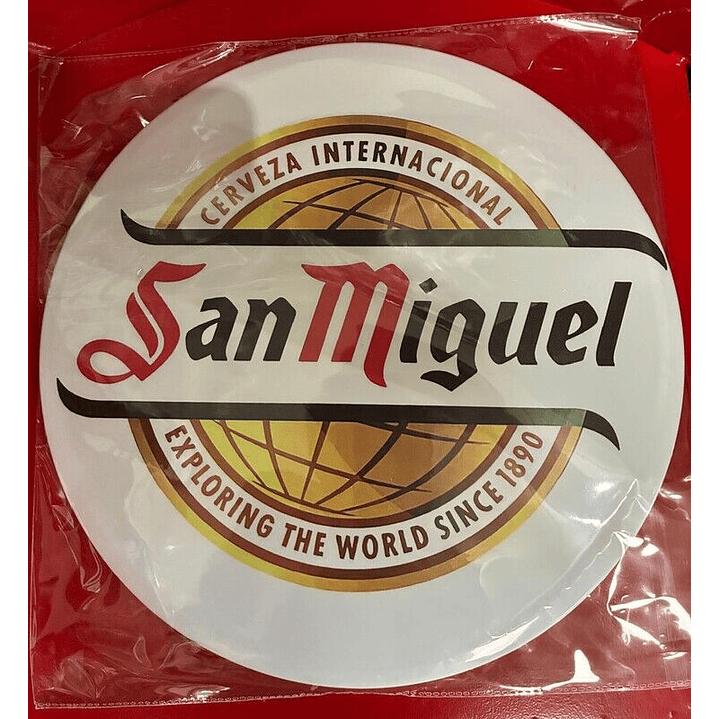 CERVEZA INTERNACIONAL
San Miguel
EXPLORING THE WORLD SINCE 1890